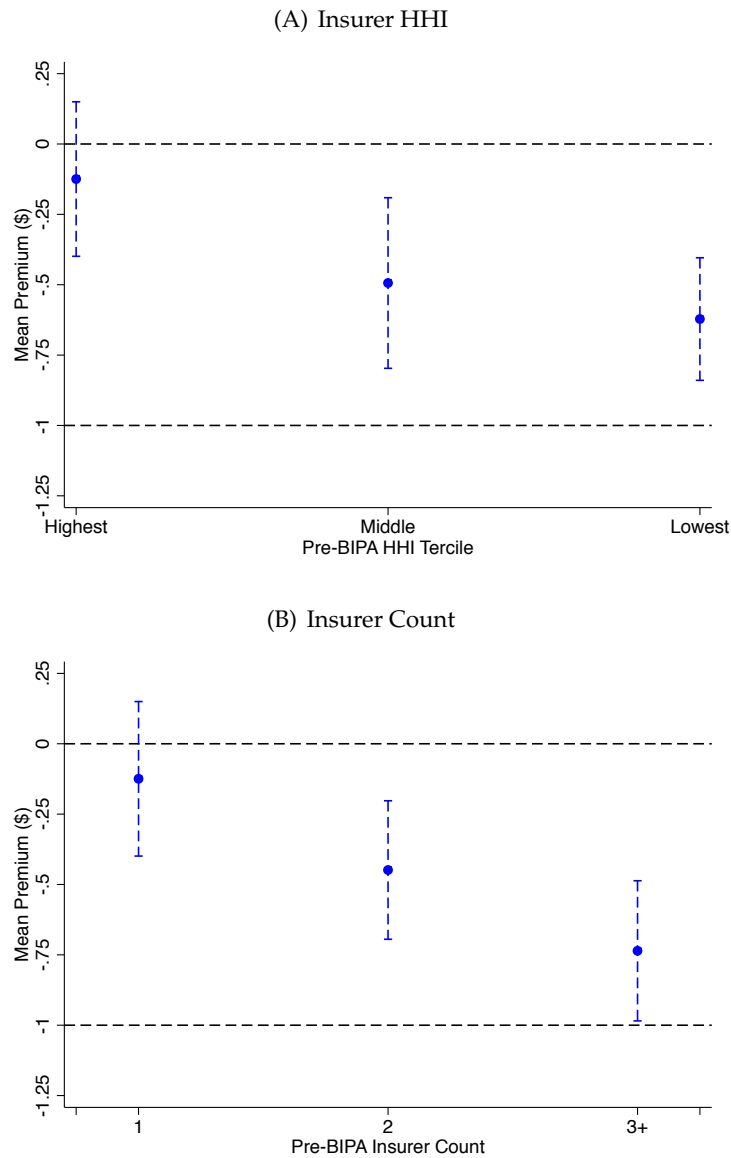 (A) Insurer HHI
.25
0
-.25
-.5
-.75
-1
-1.25
Mean Premium ($)
Highest Middle Lowest
Pre-BIPA HHI Tercile
(B) Insurer Count
.25
0
-.25
-.5
-.75
-1
-1.25
Mean Premium ($)
1 2 3+
Pre-BIPA Insurer Count